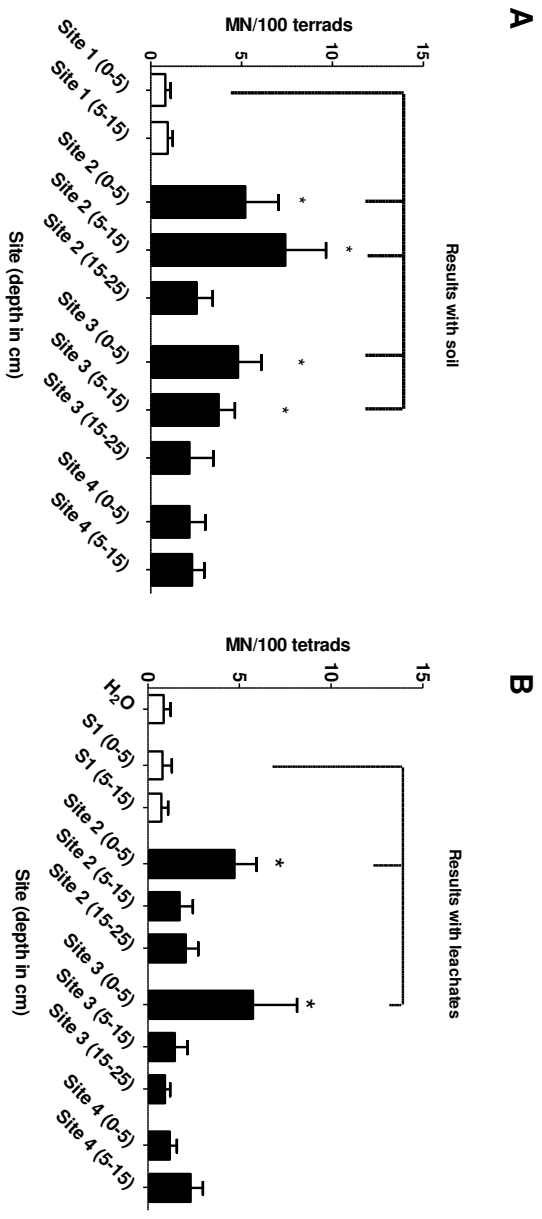 A
Results with soil
MN/100 terrads
15
10
5
0
*
*
*
*
Site 1 (0-5)
Site 1 (5-15)
Site 2 (0-5)
Site 2 (5-15)
Site 2 (15-25)
Site 3 (0-5)
Site 3 (5-15)
Site 3 (15-25)
Site 4 (0-5)
Site 4 (5-15)
Site (depth in cm)
B
Results with leachates
MN/100 tetrads
15
10
5
0
*
*
H₂O
S1 (0-5)
S1 (5-15)
Site 2 (0-5)
Site 2 (5-15)
Site 2 (15-25)
Site 3 (0-5)
Site 3 (5-15)
Site 3 (15-25)
Site 4 (0-5)
Site 4 (5-15)
Site (depth in cm)